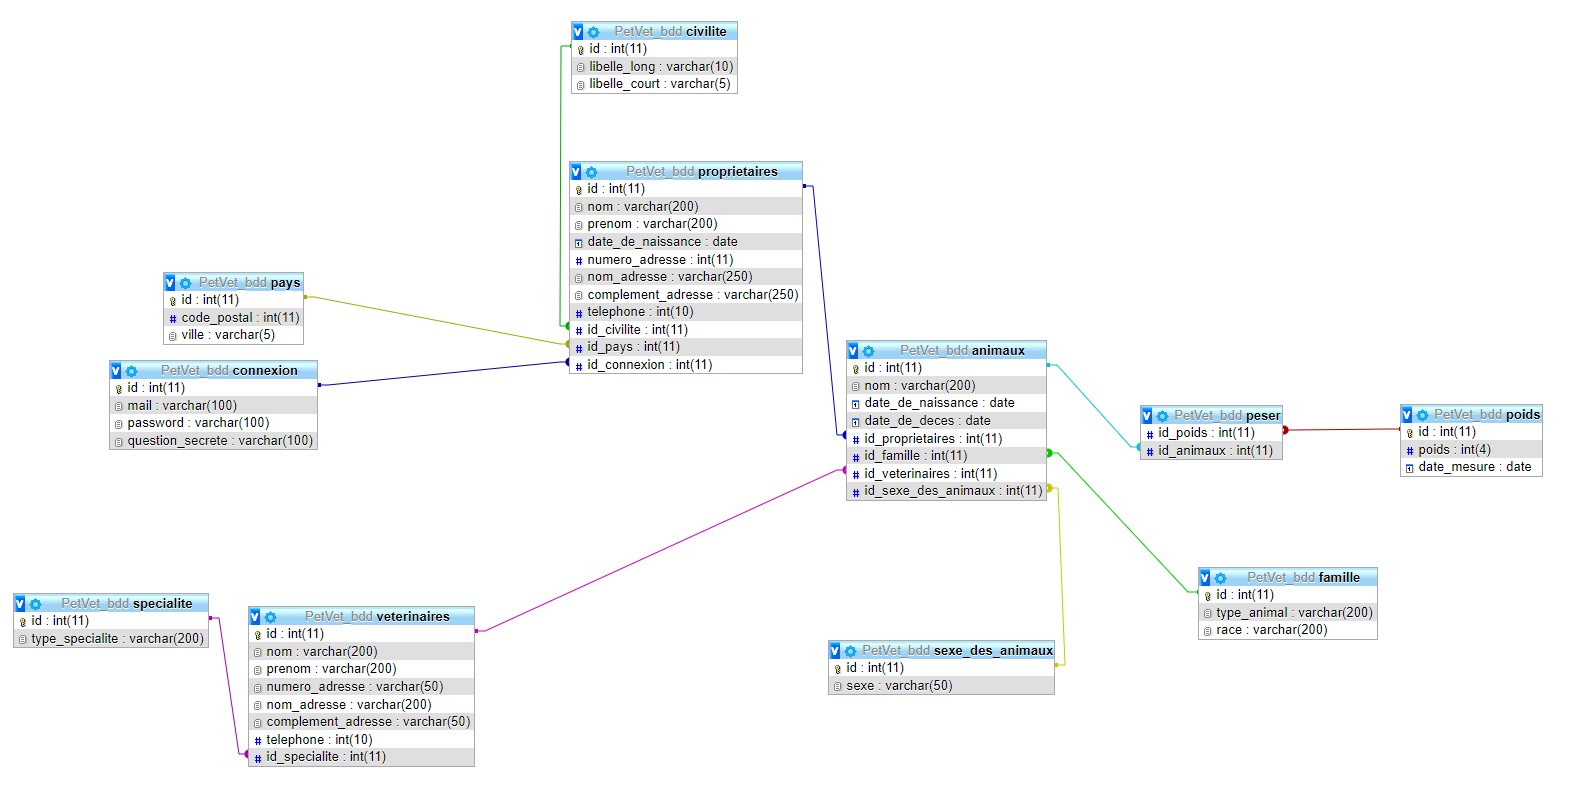 PetVet_bdd civilite
id : int(11)
libelle_long : varchar(10)
libelle_court : varchar(5)
PetVet_bdd proprietaires
id : int(11)
nom : varchar(200)
prenom : varchar(200)
date_de_naissance : date
numero_adresse : int(11)
nom_adresse : varchar(250)
complement_adresse : varchar(250)
telephone : int(10)
id_civilite : int(11)
id_pays : int(11)
id_connexion : int(11)
PetVet_bdd pays
id : int(11)
code_postal : int(11)
ville : varchar(5)
PetVet_bdd connexion
id : int(11)
mail : varchar(100)
password : varchar(100)
question_secrete : varchar(100)
PetVet_bdd animaux
id : int(11)
nom : varchar(200)
date_de_naissance : date
date_de_deces : date
id_proprietaires : int(11)
id_famille : int(11)
id_veterinaires : int(11)
id_sexe_des_animaux : int(11)
PetVet_bdd peser
id_poids : int(11)
id_animaux : int(11)
PetVet_bdd poids
id : int(11)
poids : int(4)
date_mesure : date
PetVet_bdd famille
id : int(11)
type_animal : varchar(200)
race : varchar(200)
PetVet_bdd specialite
id : int(11)
type_specialite : varchar(200)
PetVet_bdd veterinaires
id : int(11)
nom : varchar(200)
prenom : varchar(200)
numero_adresse : varchar(50)
nom_adresse : varchar(200)
complement_adresse : varchar(50)
telephone : int(10)
id_specialite : int(11)
PetVet_bdd sexe_des_animaux
id : int(11)
sexe : varchar(50)